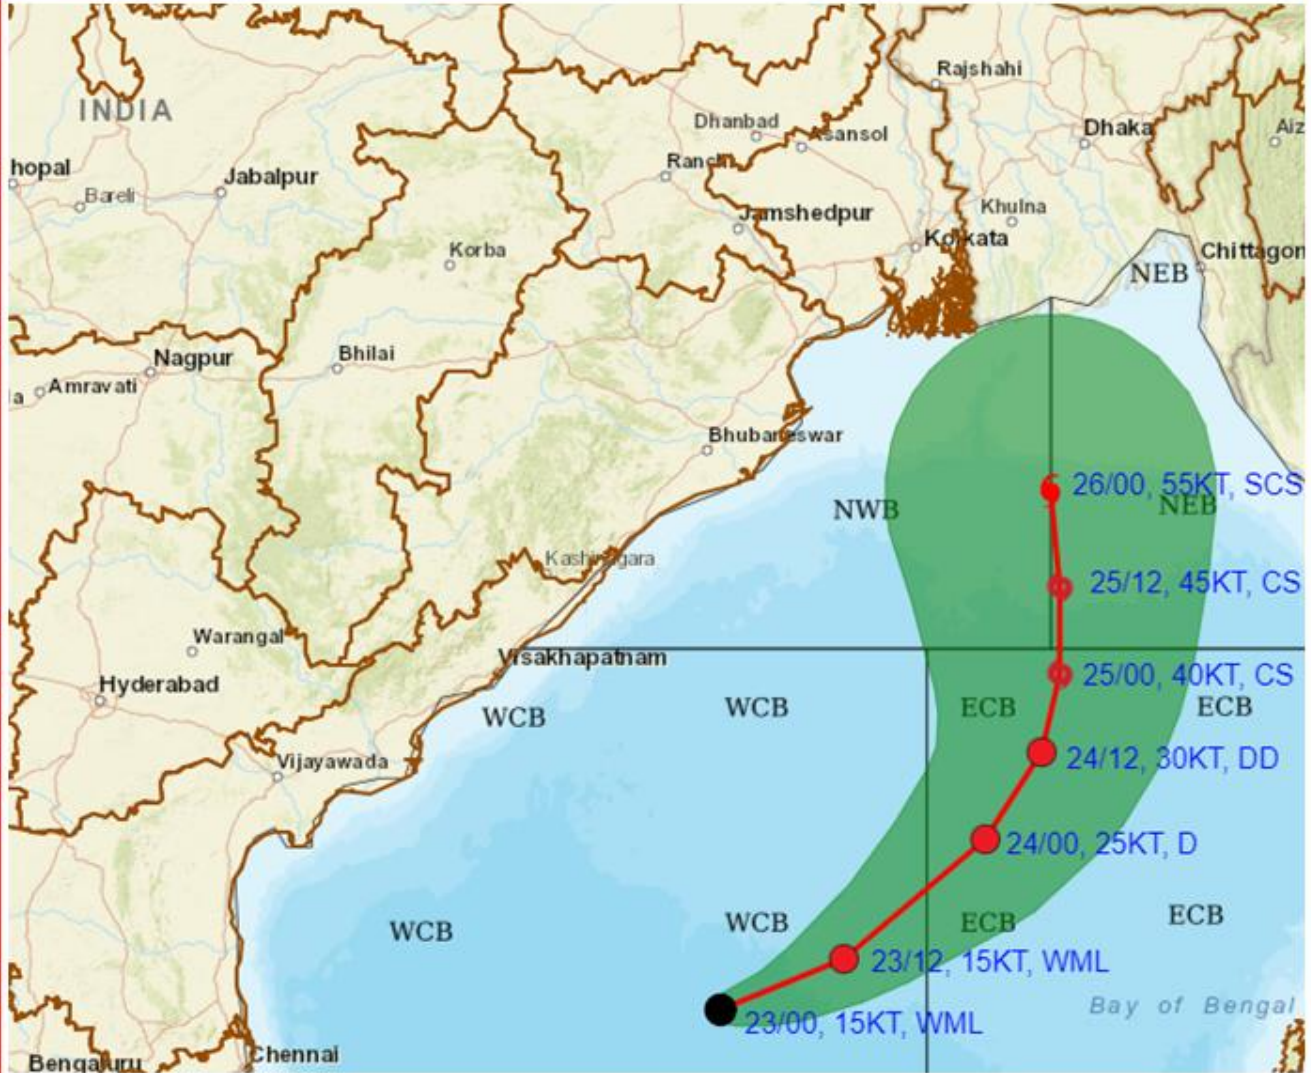 Rajshahi
INDIA
Dhanbad
Asansol
Dhaka
Aiz
hopal
Ranchi
Jabalpur
Bareli
Khulna
Jamshedpur
Kolkata
Korba
Chittagon
NEB
Nagpur
Bhilai
la
Amravati
Bhubaneswar
26/00, 55KT, SCS
NWB
NEB
Kashinagara
25/12, 45KT, CS
Warangal
Visakhapatnam
Hyderabad
25/00, 40KT, CS
WCB
WCB
ECB
ECB
Vijayawada
24/12, 30KT, DD
24/00, 25KT, D
WCB
WCB
ECB
ECB
23/12, 15KT, WML
Bay of Bengal
23/00, 15KT, WML
Bengaluru
Chennai